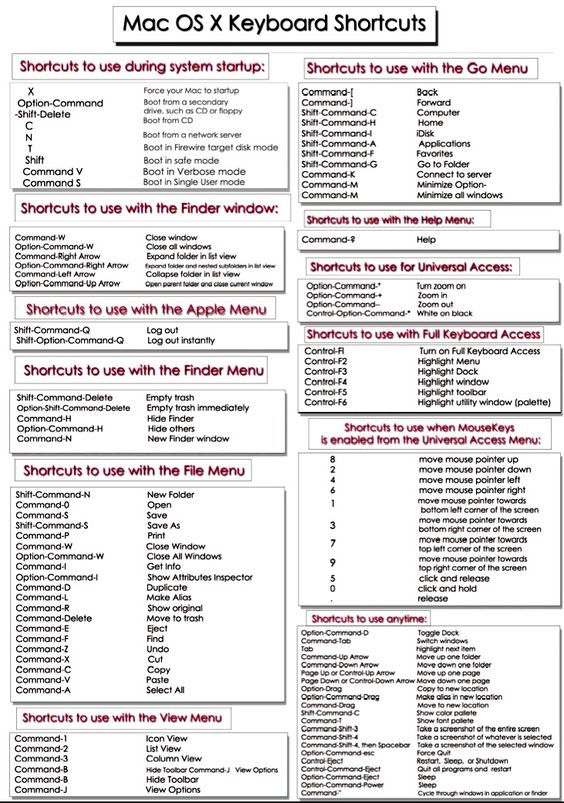 Mac OS X Keyboard Shortcuts
Shortcuts to use during system startup:
X Force your Mac to startup
Option-Command Boot from a secondary
-Shift-Delete drive, such as CD or floppy
C Boot from CD
N Boot from a network server
T Boot in Firewire target disk mode
Shift Boot in safe mode
Command V Boot in Verbose mode
Command S Boot in Single User mode
Shortcuts to use with the Finder window:
Command-W Close window
Option-Command-W Close all windows
Command-Right Arrow Expand folder in list view
Option-Command-Right Arrow Expand folder and nested subfolders in list view
Command-Left Arrow Collapse folder in list view
Option-Command-Up Arrow Open parent folder and close current window
Shortcuts to use with the Apple Menu
Shift-Command-Q Log out
Shift-Option-Command-Q Log out instantly
Shortcuts to use with the Finder Menu
Shift-Command-Delete Empty trash
Option-Shift-Command-Delete Empty trash immediately
Command-H Hide Finder
Option-Command-H Hide others
Command-N New Finder window
Shortcuts to use with the File Menu
Shift-Command-N New Folder
Command-0 Open
Command-S Save
Shift-Command-S Save As
Command-P Print
Command-W Close Window
Option-Command-W Close All Windows
Command-I Get Info
Option-Command-I Show Attributes Inspector
Command-D Duplicate
Command-L Make Alias
Command-R Show original
Command-Delete Move to trash
Command-E Eject
Command-F Find
Command-Z Undo
Command-X Cut
Command-C Copy
Command-V Paste
Command-A Select All
Shortcuts to use with the View Menu
Command-1 Icon View
Command-2 List View
Command-3 Column View
Command-B Hide Toolbar Command-J View Options
Command-B Hide Toolbar
Command-J View Options
Shortcuts to use with the Go Menu
Command-[ Back
Command-] Forward
Shift-Command-C Computer
Shift-Command-H Home
Shift-Command-I iDisk
Shift-Command-A Applications
Shift-Command-F Favorites
Shift-Command-G Go to Folder
Command-K Connect to server
Command-M Minimize Option-
Command-M Minimize all windows
Shortcuts to use with the Help Menu:
Command-? Help
Shortcuts to use for Universal Access:
Option-Command-* Turn zoom on
Option-Command-+ Zoom in
Option-Command-- Zoom out
Control-Option-Command-* White on black
Shortcuts to use with Full Keyboard Access
Control-F1 Turn on Full Keyboard Access
Control-F2 Highlight Menu
Control-F3 Highlight Dock
Control-F4 Highlight window
Control-F5 Highlight toolbar
Control-F6 Highlight utility window (palette)
Shortcuts to use when MouseKeys
is enabled from the Universal Access Menu:
8 move mouse pointer up
2 move mouse pointer down
4 move mouse pointer left
6 move mouse pointer right
1 move mouse pointer towards
bottom left corner of the screen
3 move mouse pointer towards
bottom right corner of the screen
7 move mouse pointer towards
top left corner of the screen
9 move mouse pointer towards
top right corner of the screen
5 click and release
0 click and hold
. release
Shortcuts to use anytime:
Option-Command-D Toggle Dock
Command-Tab Switch windows
Tab highlight next item
Command-Up Arrow Move up one folder
Command-Down Arrow Move down one folder
Page Up or Control-Up Arrow Move up one page
Page Down or Control-Down Arrow Move down one page
Option-Drag Copy to new location
Option-Command-Drag Make alias in new location
Command-Drag Move to new location
Shift-Command-C Show color pallete
Command-T Show font pallete
Command-Shift-3 Take a screenshot of the entire screen
Command-Shift-4 Take a screenshot of whatever is selected
Command-Shift-4, then Spacebar Take a screenshot of the selected window
Option-Command-esc Force Quit
Control-Eject Restart, Sleep, or Shutdown
Control-Command-Eject Quit all programs and restart
Option-Command-Eject Sleep
Option-Command-Power Sleep
Command-~ Cycle through windows in application or finder